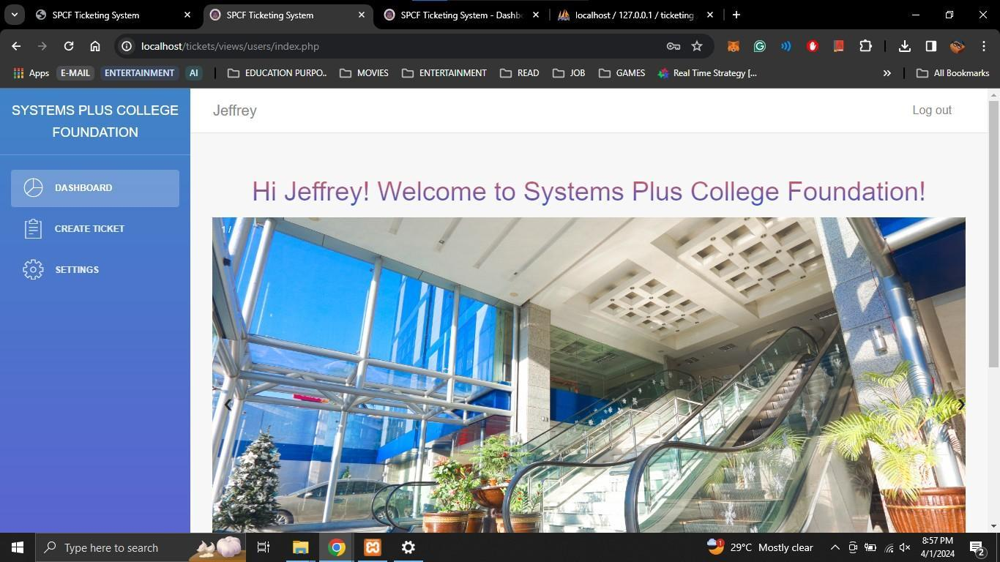 SPCF Ticketing System
SPCF Ticketing System
SPCF Ticketing System - Dashb
localhost / 127.0.0.1 / ticketing
localhost/tickets/views/users/index.php
Apps
E-MAIL
ENTERTAINMENT
AI
EDUCATION PURPO..
MOVIES
ENTERTAINMENT
READ
JOB
GAMES
Real Time Strategy [...
All Bookmarks
SYSTEMS PLUS COLLEGE
FOUNDATION
Jeffrey
Log out
DASHBOARD
CREATE TICKET
SETTINGS
Hi Jeffrey! Welcome to Systems Plus College Foundation!
1 /
Type here to search
1
29°C Mostly clear
8:57 PM
4/1/2024
2